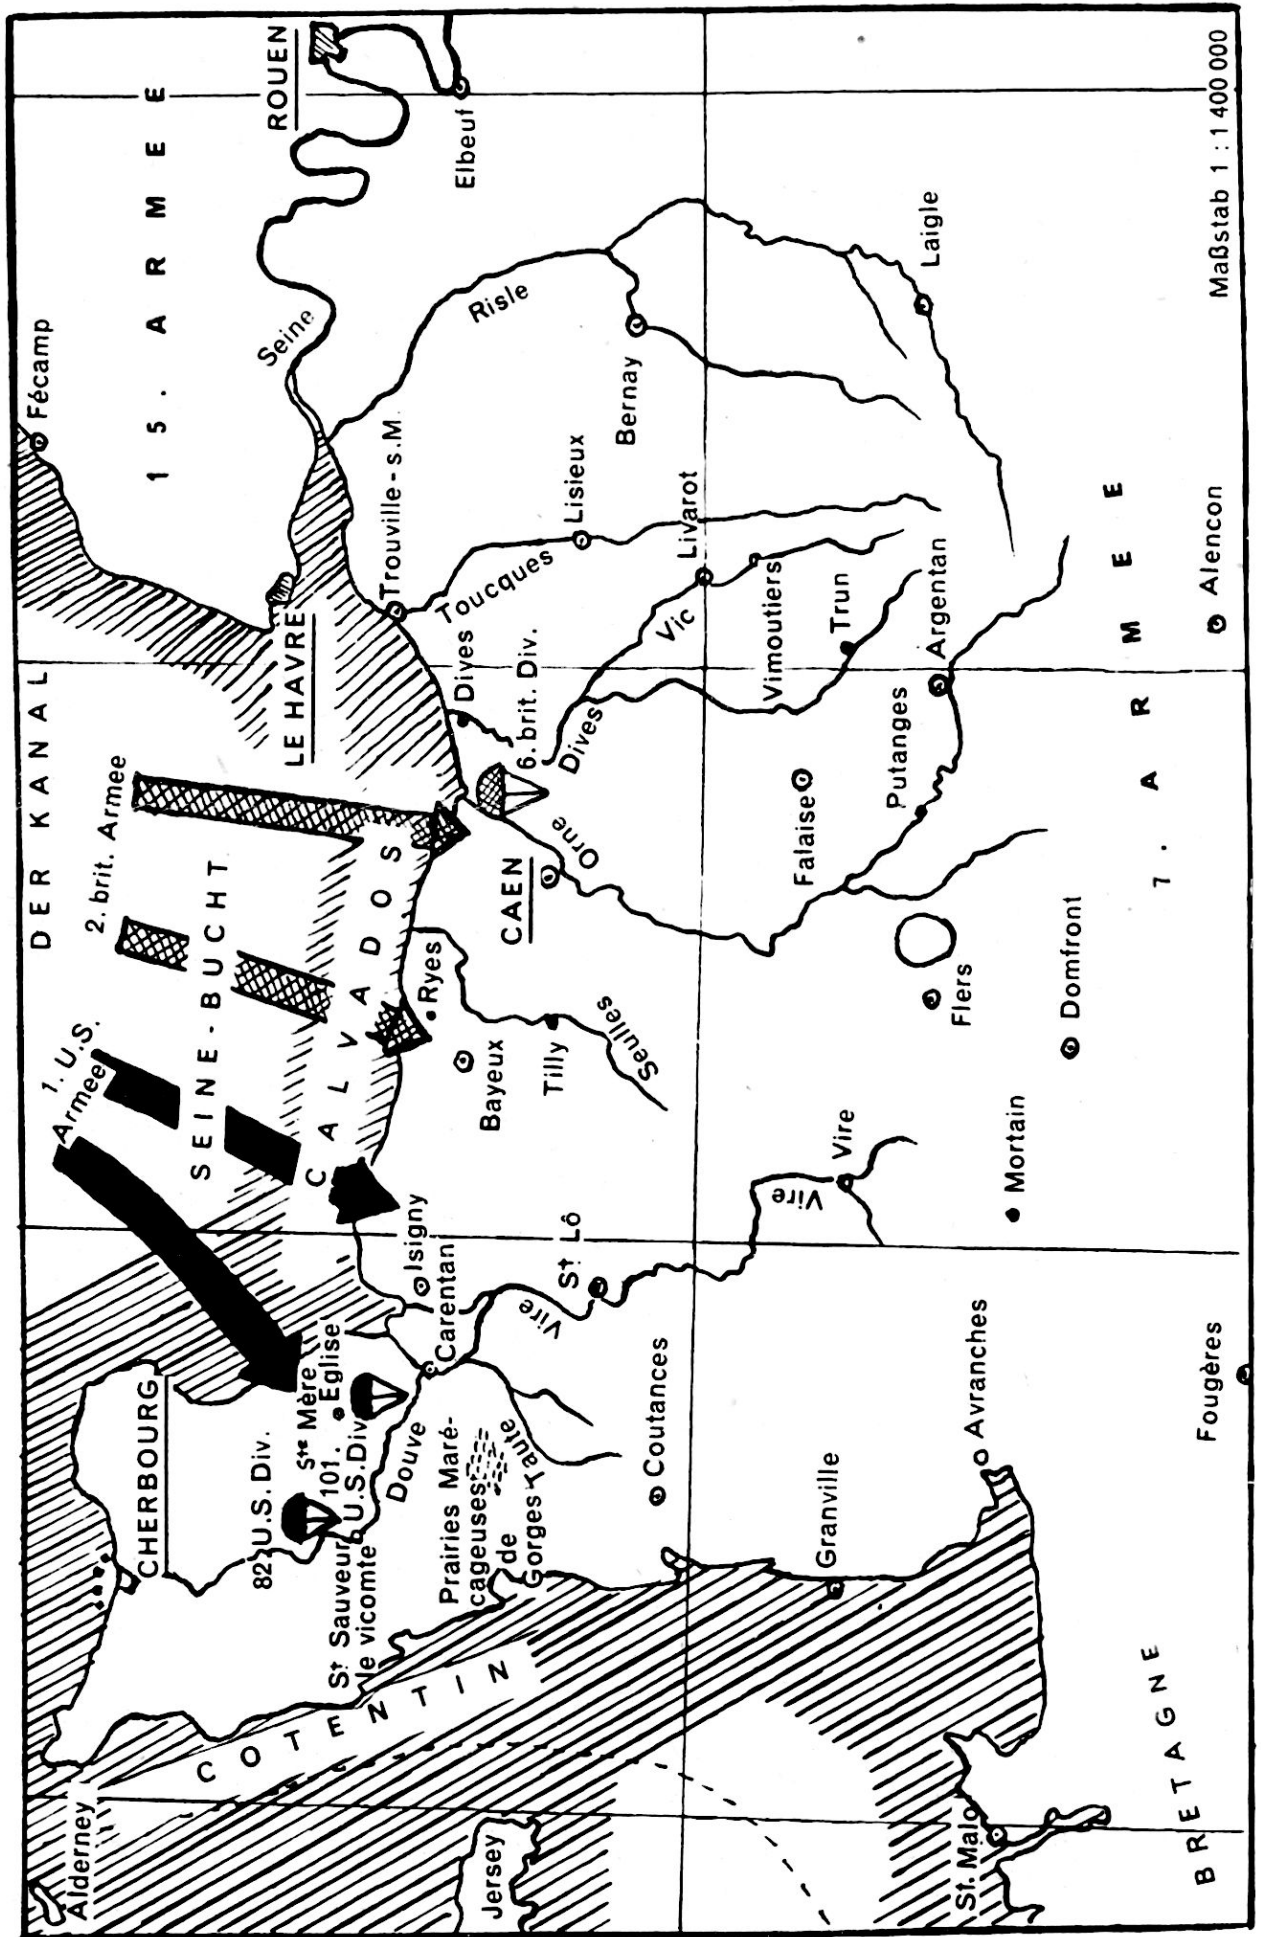 DER KANAL
Alderney
Fécamp
1. U.S.
Armee
2. brit. Armee
SEINE-BUCHT
15. ARMEE
CHERBOURG
COTENTIN
82. U.S. Div.
Ste Mère
Eglise
101.
U.S. Div.
St Sauveur
le vicomte
CALVADOS
LE HAVRE
Seine
ROUEN
Douve
Isigny
Carentan
Ryes
Trouville-s.M.
Elbeuf
Prairies Maré-
cageuses
de
Gorges
Taute
Jersey
Bayeux
Dives
Toucques
Risle
Vire
Tilly
CAEN
6. brit. Div.
St Lô
Seulles
Orne
Dives
Lisieux
Coutances
Vic
Livarot
Bernay
Vire
Vire
Falaise
Vimoutiers
Trun
Granville
Putanges
Argentan
Laigle
Flers
St. Malo
Avranches
Mortain
Domfront
7. ARMEE
BRETAGNE
Fougères
Alencon
Maßstab 1 : 1 400 000